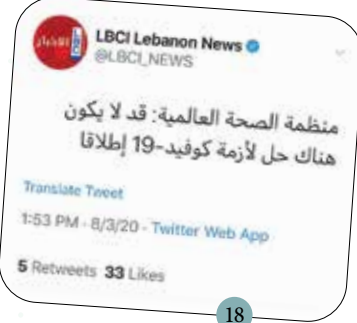 LBCI Lebanon News
@LBCI_NEWS
منظمة الصحة العالمية: قد لا يكون
هناك حل لأزمة كوفيد-19 إطلاقا
Translate Tweet
1:53 PM - 8/3/20 - Twitter Web App
5 Retweets 33 Likes
18